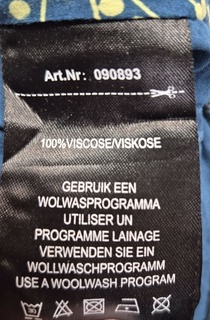 Art.Nr: 090893
100%VISCOSE/VISKOSE
GEBRUIK EEN
WOLWASPROGRAMMA
UTILISER UN
PROGRAMME LAINAGE
VERWENDEN SIE EIN
WOLLWASCHPROGRAMM
USE A WOOLWASH PROGRAM
30